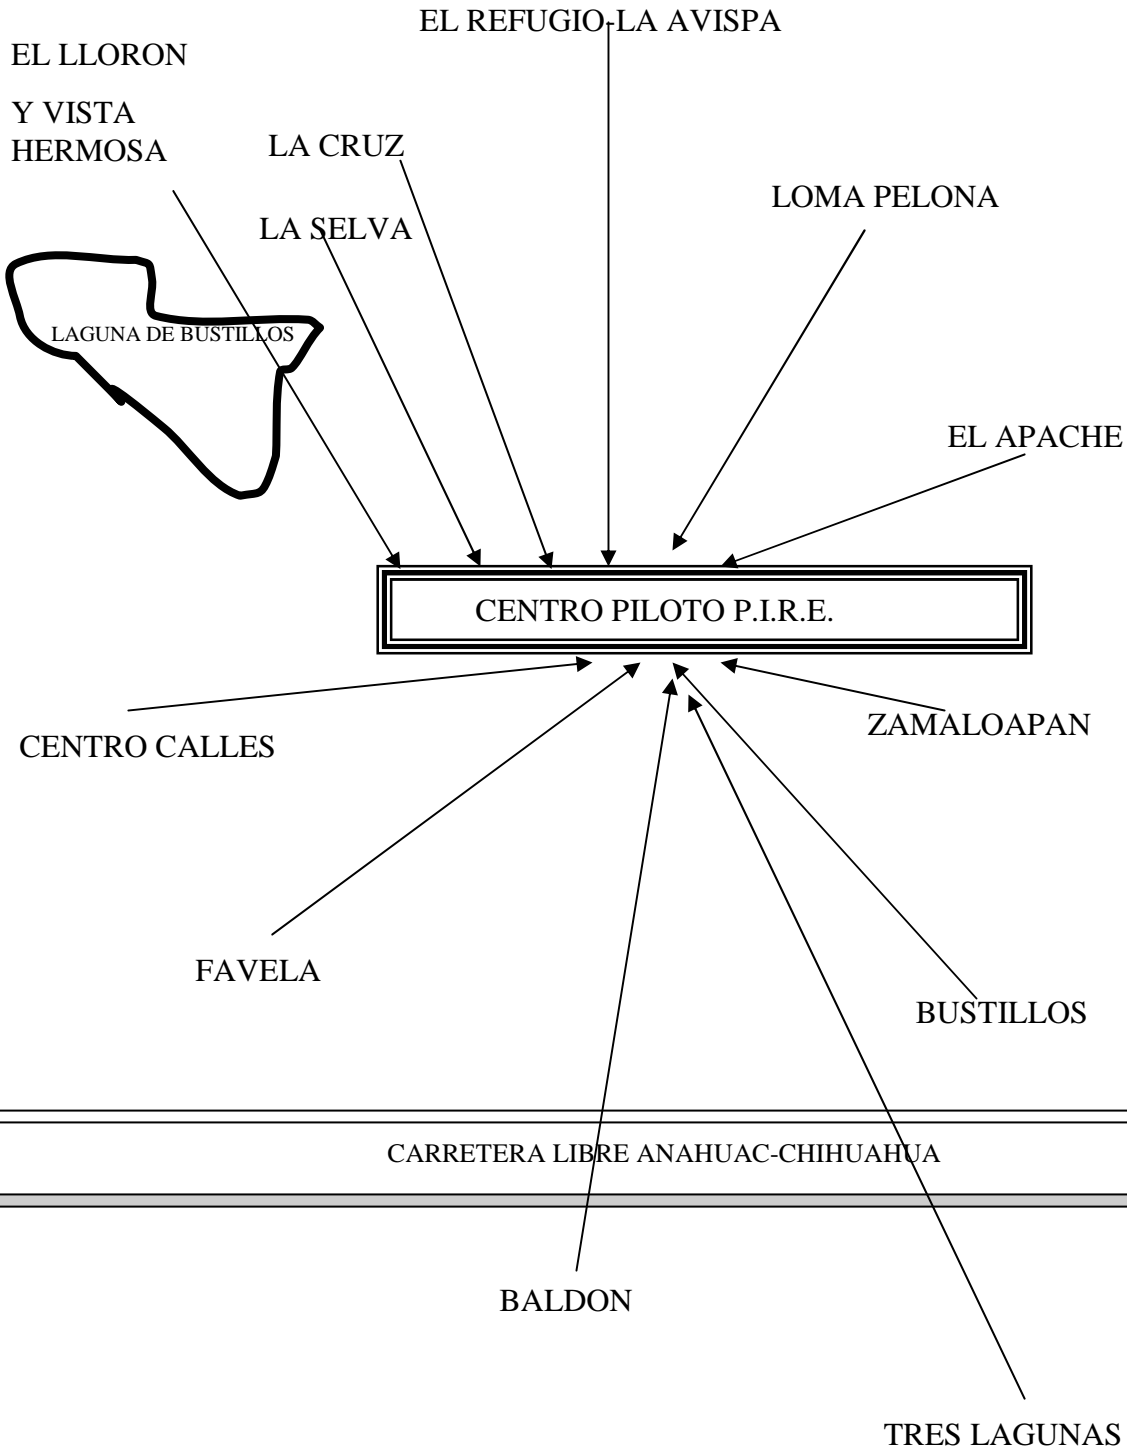 EL REFUGIO-LA AVISPA
EL LLORON
Y VISTA
HERMOSA
LA CRUZ
LOMA PELONA
LA SELVA
LAGUNA DE BUSTILLOS
EL APACHE
CENTRO PILOTO P.I.R.E.
ZAMALOAPAN
CENTRO CALLES
FAVELA
BUSTILLOS
CARRETERA LIBRE ANAHUAC-CHIHUAHUA
BALDON
TRES LAGUNAS